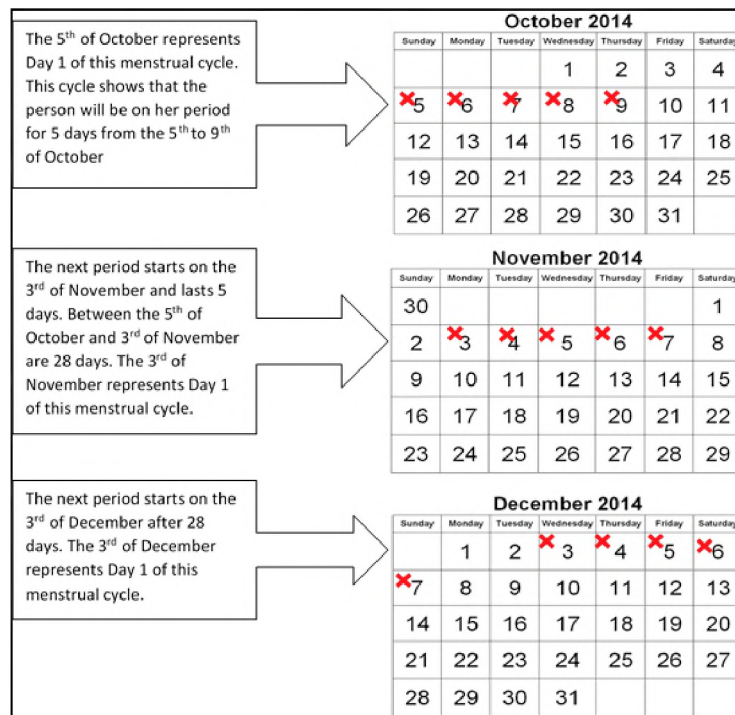 The 5th of October represents
Day 1 of this menstrual cycle.
This cycle shows that the
person will be on her period
for 5 days from the 5th to 9th
of October
October 2014
Sunday Monday Tuesday Wednesday Thursday Friday Saturday
1 2 3 4
5 6 7 8 9 10 11
12 13 14 15 16 17 18
19 20 21 22 23 24 25
26 27 28 29 30 31
The next period starts on the
3rd of November and lasts 5
days. Between the 5th of
October and 3rd of November
are 28 days. The 3rd of
November represents Day 1
of this menstrual cycle.
November 2014
Sunday Monday Tuesday Wednesday Thursday Friday Saturday
30 1
2 3 4 5 6 7 8
9 10 11 12 13 14 15
16 17 18 19 20 21 22
23 24 25 26 27 28 29
The next period starts on the
3rd of December after 28
days. The 3rd of December
represents Day 1 of this
menstrual cycle.
December 2014
Sunday Monday Tuesday Wednesday Thursday Friday Saturday
1 2 3 4 5 6
7 8 9 10 11 12 13
14 15 16 17 18 19 20
21 22 23 24 25 26 27
28 29 30 31